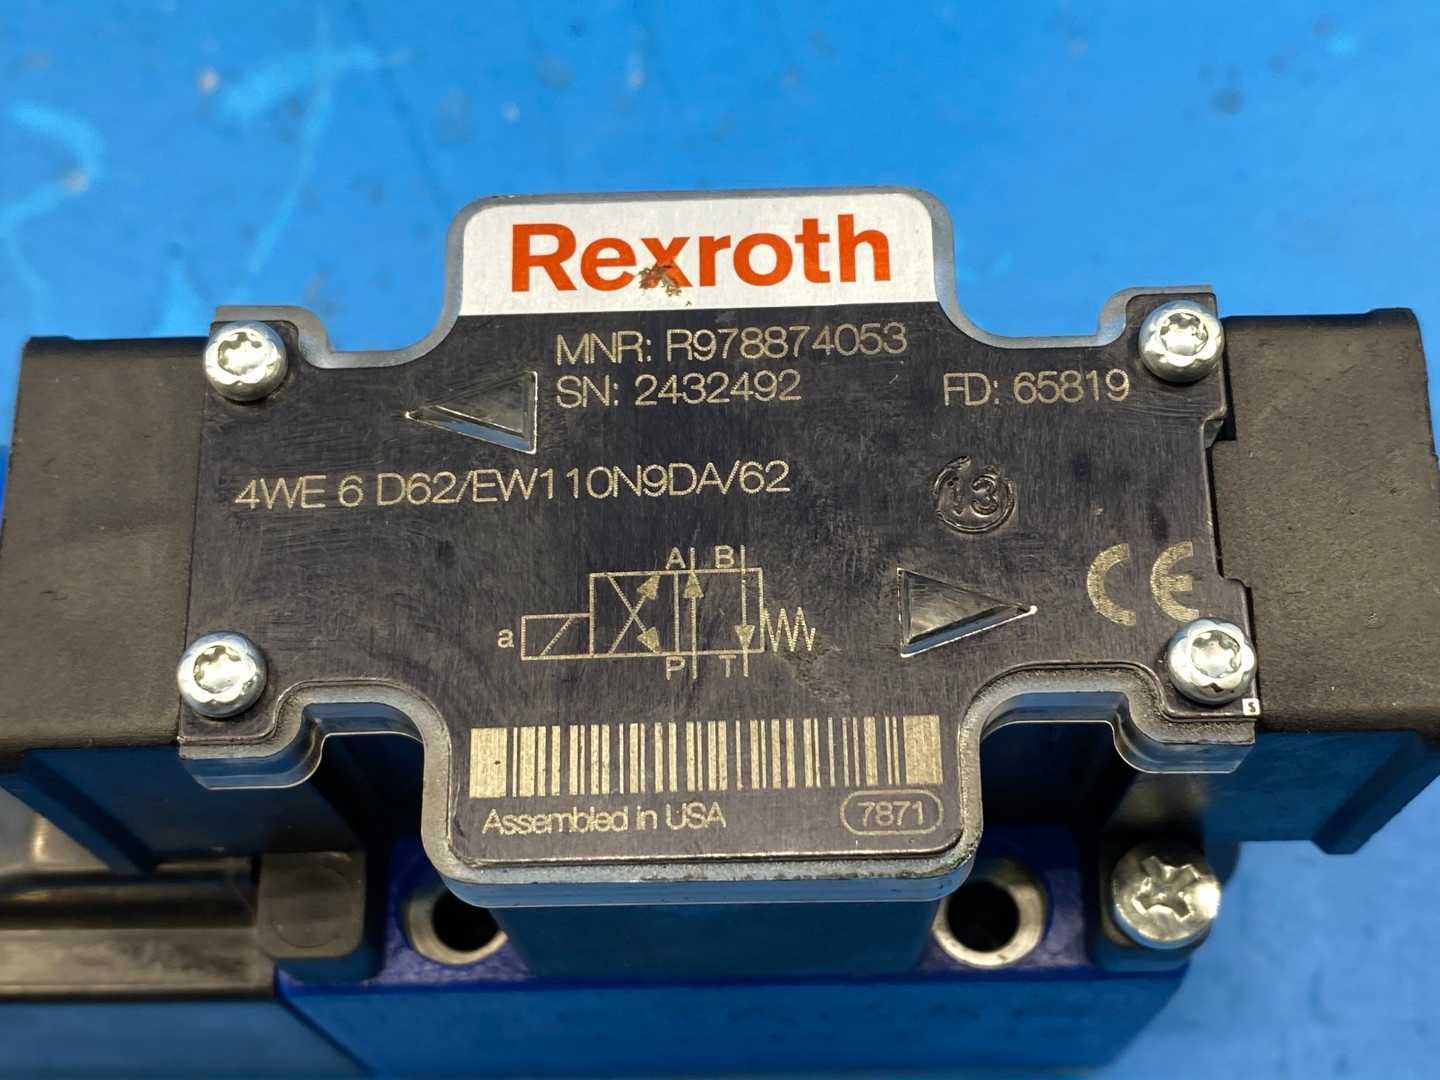 Rexroth
MNR: R978874053
SN: 2432492
FD: 65819
4WE 6 D62/EW110N9DA/62
13
A B
a
P T
CE
Assembled in USA
7871
S